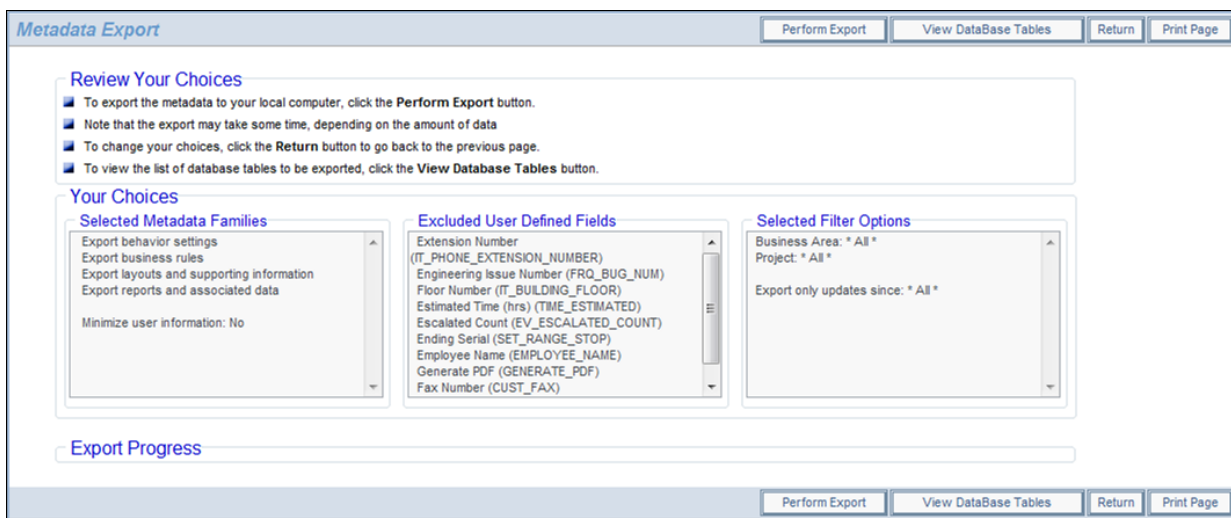 Metadata Export
Perform Export
View DataBase Tables
Return
Print Page
Review Your Choices
To export the metadata to your local computer, click the Perform Export button.
Note that the export may take some time, depending on the amount of data
To change your choices, click the Return button to go back to the previous page.
To view the list of database tables to be exported, click the View Database Tables button.
Your Choices
Selected Metadata Families
Export behavior settings
Export business rules
Export layouts and supporting information
Export reports and associated data
Minimize user information: No
Excluded User Defined Fields
Extension Number
(IT_PHONE_EXTENSION_NUMBER)
Engineering Issue Number (FRQ_BUG_NUM)
Floor Number (IT_BUILDING_FLOOR)
Estimated Time (hrs) (TIME_ESTIMATED)
Escalated Count (EV_ESCALATED_COUNT)
Ending Serial (SET_RANGE_STOP)
Employee Name (EMPLOYEE_NAME)
Generate PDF (GENERATE_PDF)
Fax Number (CUST_FAX)
Selected Filter Options
Business Area: * All *
Project: * All *
Export only updates since: * All *
Export Progress
Perform Export
View DataBase Tables
Return
Print Page